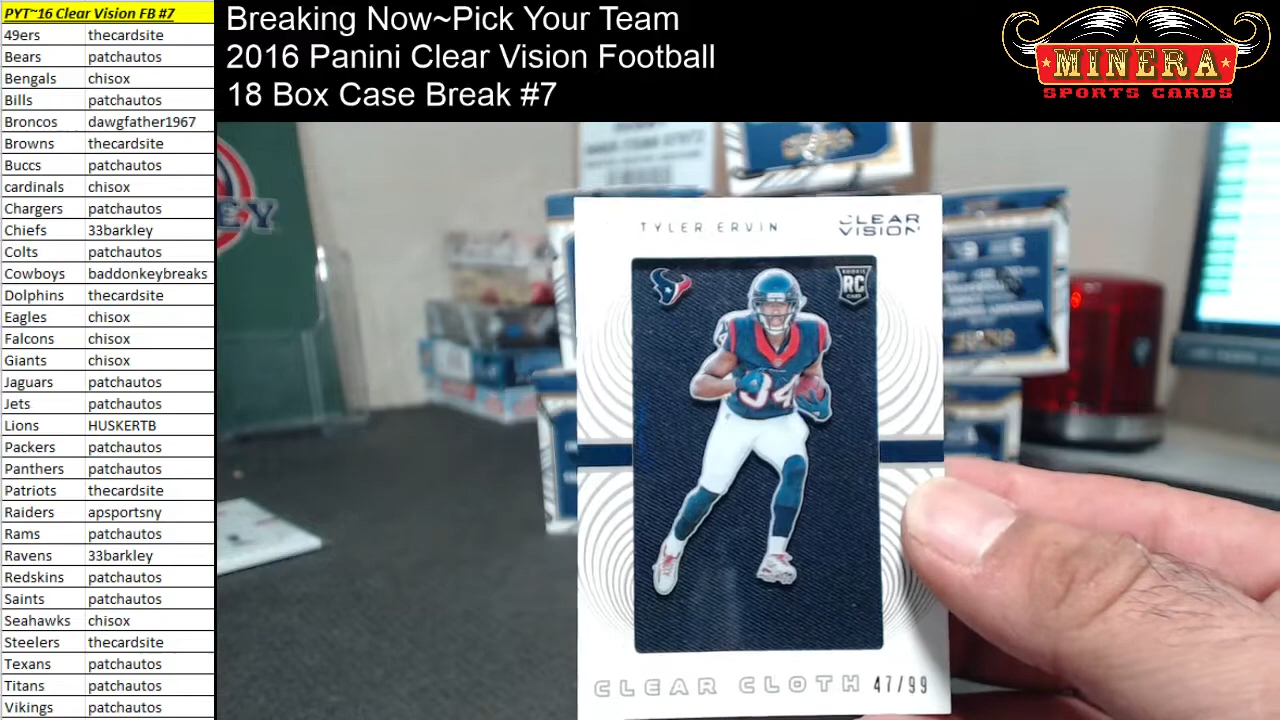 PYT~16 Clear Vision FB #7
49ers thecardsite
Bears patchautos
Bengals chisox
Bills patchautos
Broncos dawgfather1967
Browns thecardsite
Buccs patchautos
cardinals chisox
Chargers patchautos
Chiefs 33barkley
Colts patchautos
Cowboys baddonkeybreaks
Dolphins thecardsite
Eagles chisox
Falcons chisox
Giants chisox
Jaguars patchautos
Jets patchautos
Lions HUSKERTB
Packers patchautos
Panthers patchautos
Patriots thecardsite
Raiders apsportsny
Rams patchautos
Ravens 33barkley
Redskins patchautos
Saints patchautos
Seahawks chisox
Steelers thecardsite
Texans patchautos
Titans patchautos
Vikings patchautos
Breaking Now~Pick Your Team
2016 Panini Clear Vision Football
18 Box Case Break #7
MINERA
SPORTS CARDS
TYLER ERVIN
CLEAR
VISION
ROOKIE
RC
CARD
34
CLEAR CLOTH 47/99